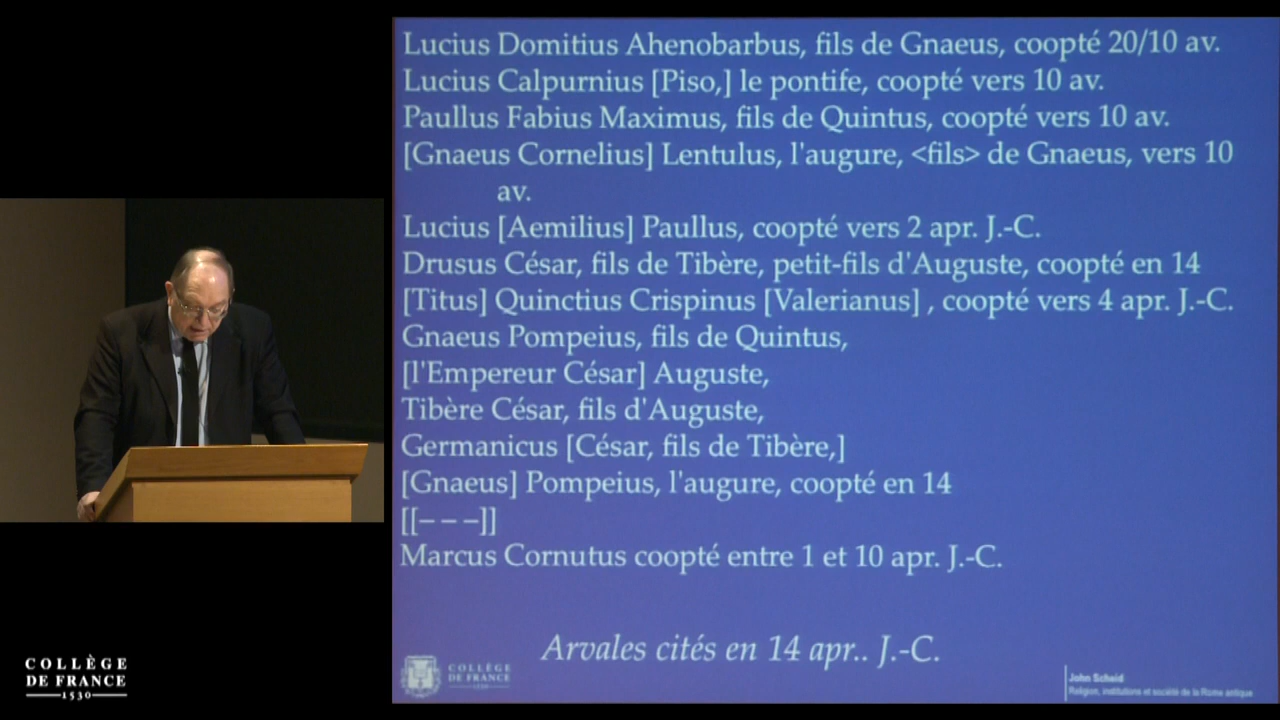 Lucius Domitius Ahenobarbus, fils de Gnaeus, coopté 20/10 av.
Lucius Calpurnius [Piso,] le pontife, coopté vers 10 av.
Paullus Fabius Maximus, fils de Quintus, coopté vers 10 av.
[Gnaeus Cornelius] Lentulus, l'augure, <fils> de Gnaeus, vers 10
av.
Lucius [Aemilius] Paullus, coopté vers 2 apr. J.-C.
Drusus César, fils de Tibère, petit-fils d'Auguste, coopté en 14
[Titus] Quinctius Crispinus [Valerianus] , coopté vers 4 apr. J.-C.
Gnaeus Pompeius, fils de Quintus,
[l'Empereur César] Auguste,
Tibère César, fils d'Auguste,
Germanicus [César, fils de Tibère,]
[Gnaeus] Pompeius, l'augure, coopté en 14
[[– – –]]
Marcus Cornutus coopté entre 1 et 10 apr. J.-C.
Arvales cités en 14 apr.. J.-C.
COLLÈGE
DE FRANCE
1530
COLLÈGE
DE FRANCE
1530
John Scheid
Religion, institutions et société de la Rome antique